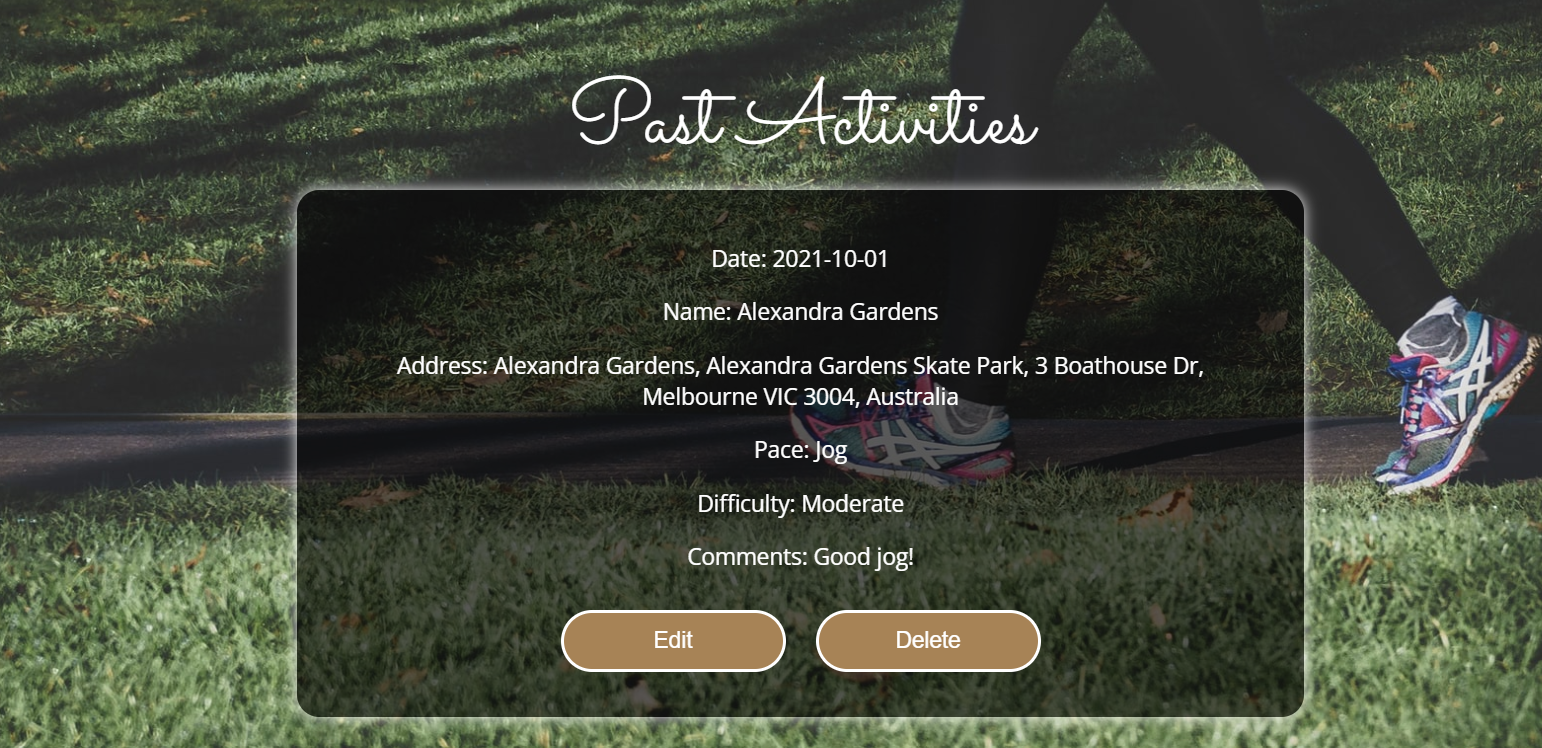 Past Activities
Date: 2021-10-01
Name: Alexandra Gardens
Address: Alexandra Gardens, Alexandra Gardens Skate Park, 3 Boathouse Dr,
Melbourne VIC 3004, Australia
Pace: Jog
Difficulty: Moderate
Comments: Good jog!
Edit
Delete